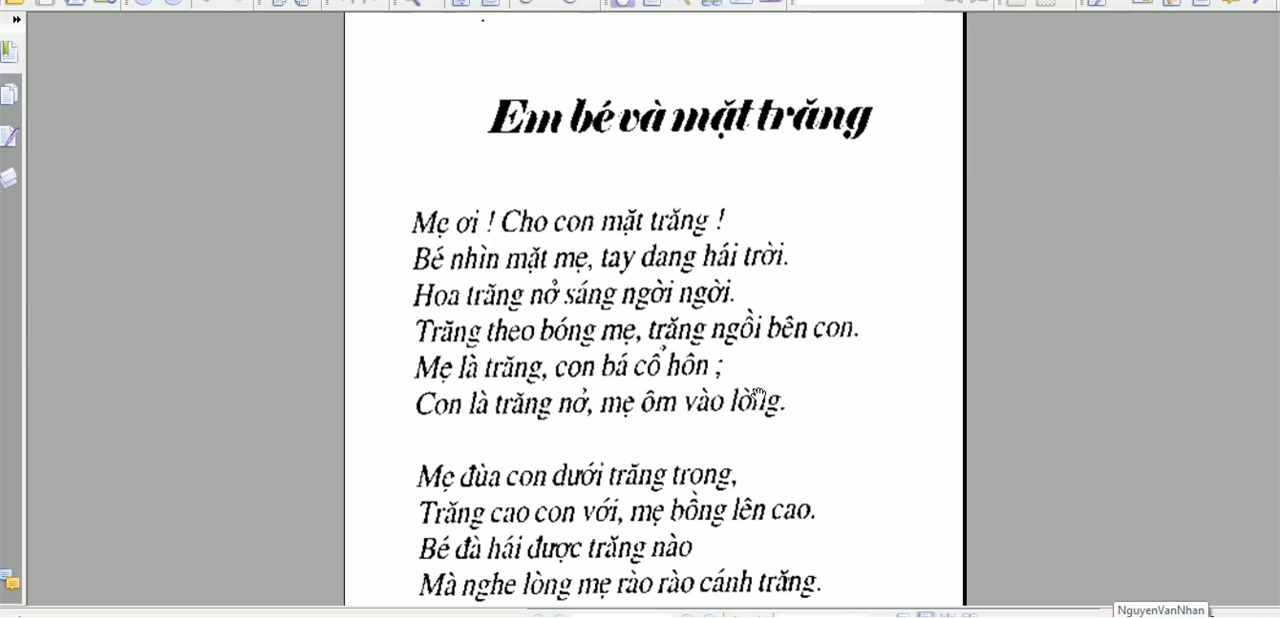 Em bé và mặt trăng
Mẹ ơi ! Cho con mặt trăng !
Bé nhìn mặt mẹ, tay dang hái trời.
Hoa trăng nở sáng ngời ngời.
Trăng theo bóng mẹ, trăng ngồi bên con.
Mẹ là trăng, con bá cổ hôn ;
Con là trăng nở, mẹ ôm vào lòng.
Mẹ đùa con dưới trăng trong,
Trăng cao con với, mẹ bồng lên cao.
Bé đà hái được trăng nào
Mà nghe lòng mẹ rào rào cánh trăng.
NguyenVanNhan